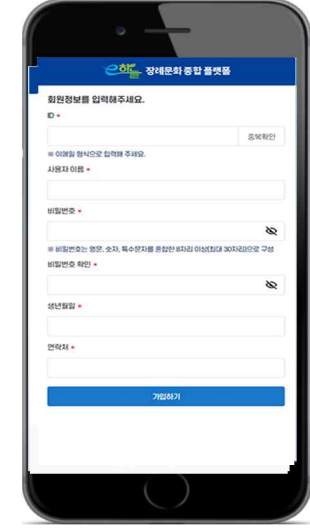 e하늘 장례문화 종합 플랫폼
회원정보를 입력해주세요.
ID *
중복확인
※ 이메일 형식으로 입력해 주세요.
사용자 이름 *
비밀번호 *
※ 비밀번호는 영문, 숫자, 특수문자를 혼합한 8자리 이상(최대 30자리)으로 구성
비밀번호 확인 *
생년월일 *
연락처 *
가입하기